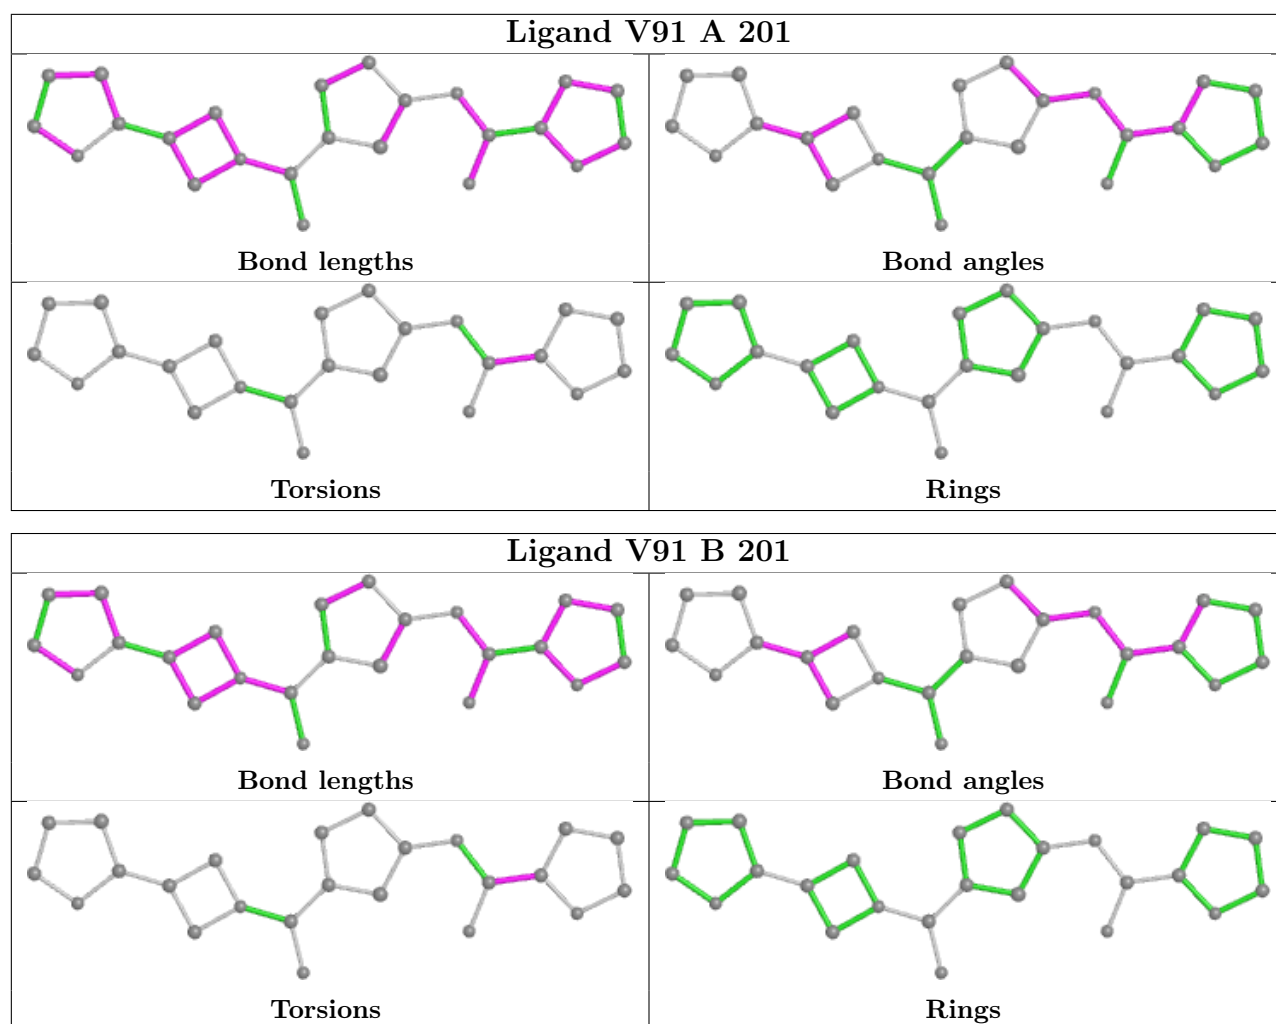 Ligand V91 A 201
Bond lengths
Bond angles
Torsions
Rings
Ligand V91 B 201
Bond lengths
Bond angles
Torsions
Rings